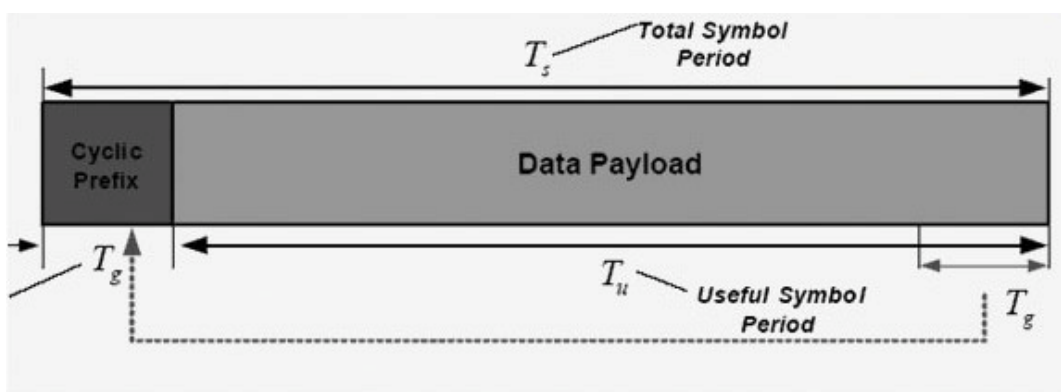 Total Symbol
Period
Ts
Cyclic
Prefix
Data Payload
Tg
Tu
Useful Symbol
Period
Tg